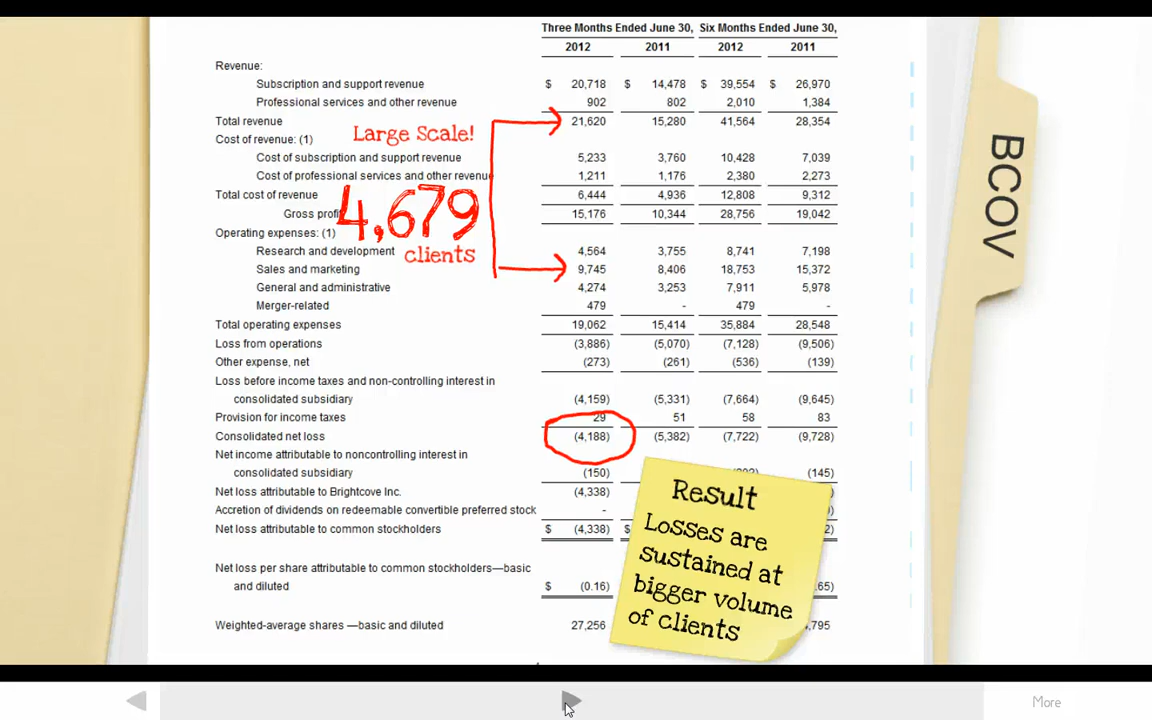 Three Months Ended June 30, Six Months Ended June 30,
2012 2011 2012 2011
Revenue:
Subscription and support revenue $ 20,718 $ 14,478 $ 39,554 $ 26,970
Professional services and other revenue 902 802 2,010 1,384
Total revenue 21,620 15,280 41,564 28,354
Large Scale!
Cost of revenue: (1)
Cost of subscription and support revenue 5,233 3,760 10,428 7,039
Cost of professional services and other revenue 1,211 1,176 2,380 2,273
Total cost of revenue 6,444 4,936 12,808 9,312
4,679
Gross profit 15,176 10,344 28,756 19,042
Operating expenses: (1)
clients
Research and development 4,564 3,755 8,741 7,198
Sales and marketing 9,745 8,406 18,753 15,372
General and administrative 4,274 3,253 7,911 5,978
Merger-related 479 - 479 -
Total operating expenses 19,062 15,414 35,884 28,548
Loss from operations (3,886) (5,070) (7,128) (9,506)
Other expense, net (273) (261) (536) (139)
Loss before income taxes and non-controlling interest in
consolidated subsidiary (4,159) (5,331) (7,664) (9,645)
Provision for income taxes 29 51 58 83
Consolidated net loss (4,188) (5,382) (7,722) (9,728)
Net income attributable to noncontrolling interest in
consolidated subsidiary (150) (145)
Net loss attributable to Brightcove Inc. (4,338)
Accretion of dividends on redeemable convertible preferred stock -
Net loss attributable to common stockholders $ (4,338) $
Net loss per share attributable to common stockholders—basic
and diluted $ (0.16) .65)
Weighted-average shares —basic and diluted 27,256 ,795
Result
Losses are
sustained at
bigger volume
of clients
BCOV
More